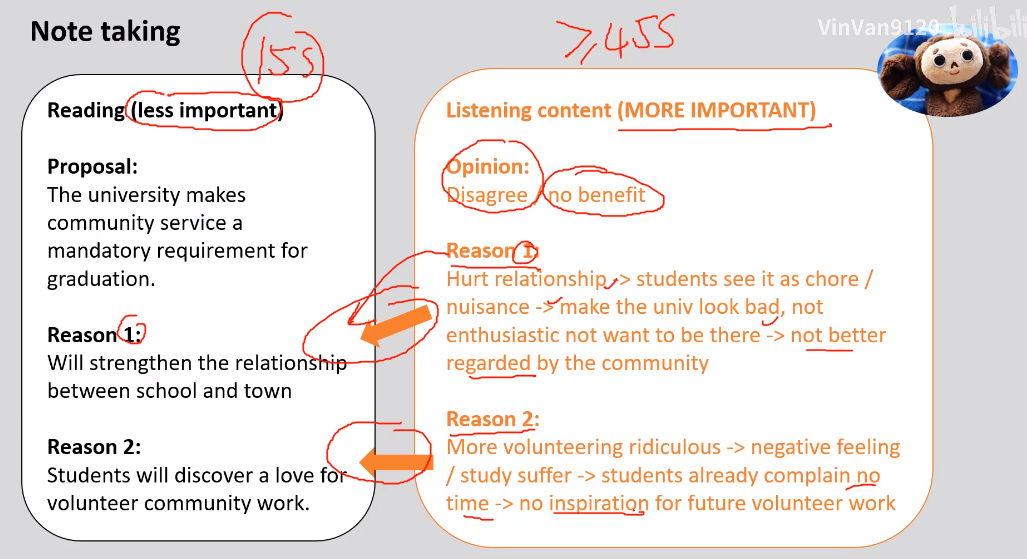 Note taking
15s
≥45s
VinVan9120 bilibili
Reading (less important)
Proposal:
The university makes
community service a
mandatory requirement for
graduation.
Reason 1:
Will strengthen the relationship
between school and town
Reason 2:
Students will discover a love for
volunteer community work.
Listening content (MORE IMPORTANT)
Opinion:
Disagree / no benefit
Reason 1:
Hurt relationship -> students see it as chore /
nuisance -> make the univ look bad, not
enthusiastic not want to be there -> not better
regarded by the community
Reason 2:
More volunteering ridiculous -> negative feeling
/ study suffer -> students already complain no
time -> no inspiration for future volunteer work